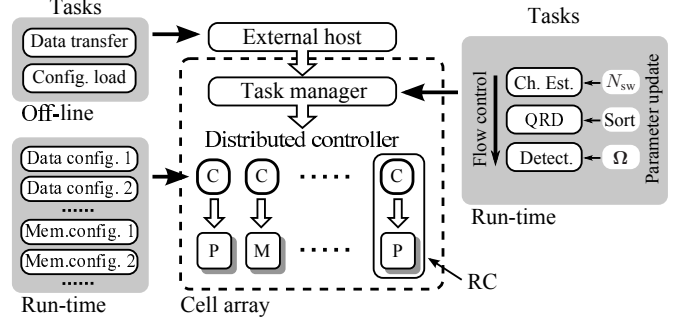 Tasks
Data transfer
Config. load
Off-line
External host
Task manager
Distributed controller
Tasks
Flow control
Ch. Est.
N_sw
QRD
Sort
Detect.
Ω
Parameter update
Run-time
Data config. 1
Data config. 2
......
Mem.config. 1
Mem.config. 2
......
Run-time
C C ..... C
P M ..... P
RC
Cell array